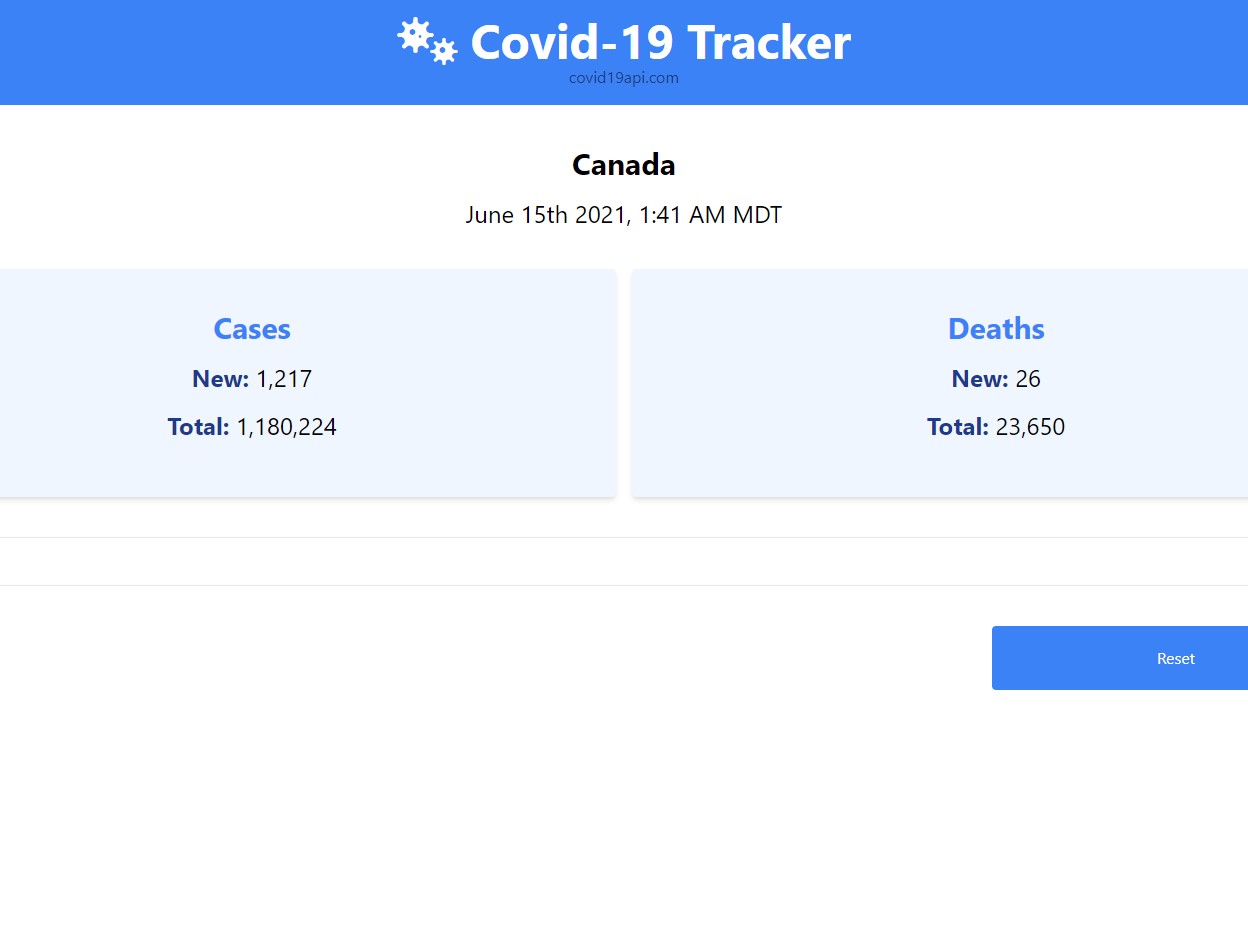 Covid-19 Tracker
covid19api.com
Canada
June 15th 2021, 1:41 AM MDT
Cases
New: 1,217
Total: 1,180,224
Deaths
New: 26
Total: 23,650
Reset